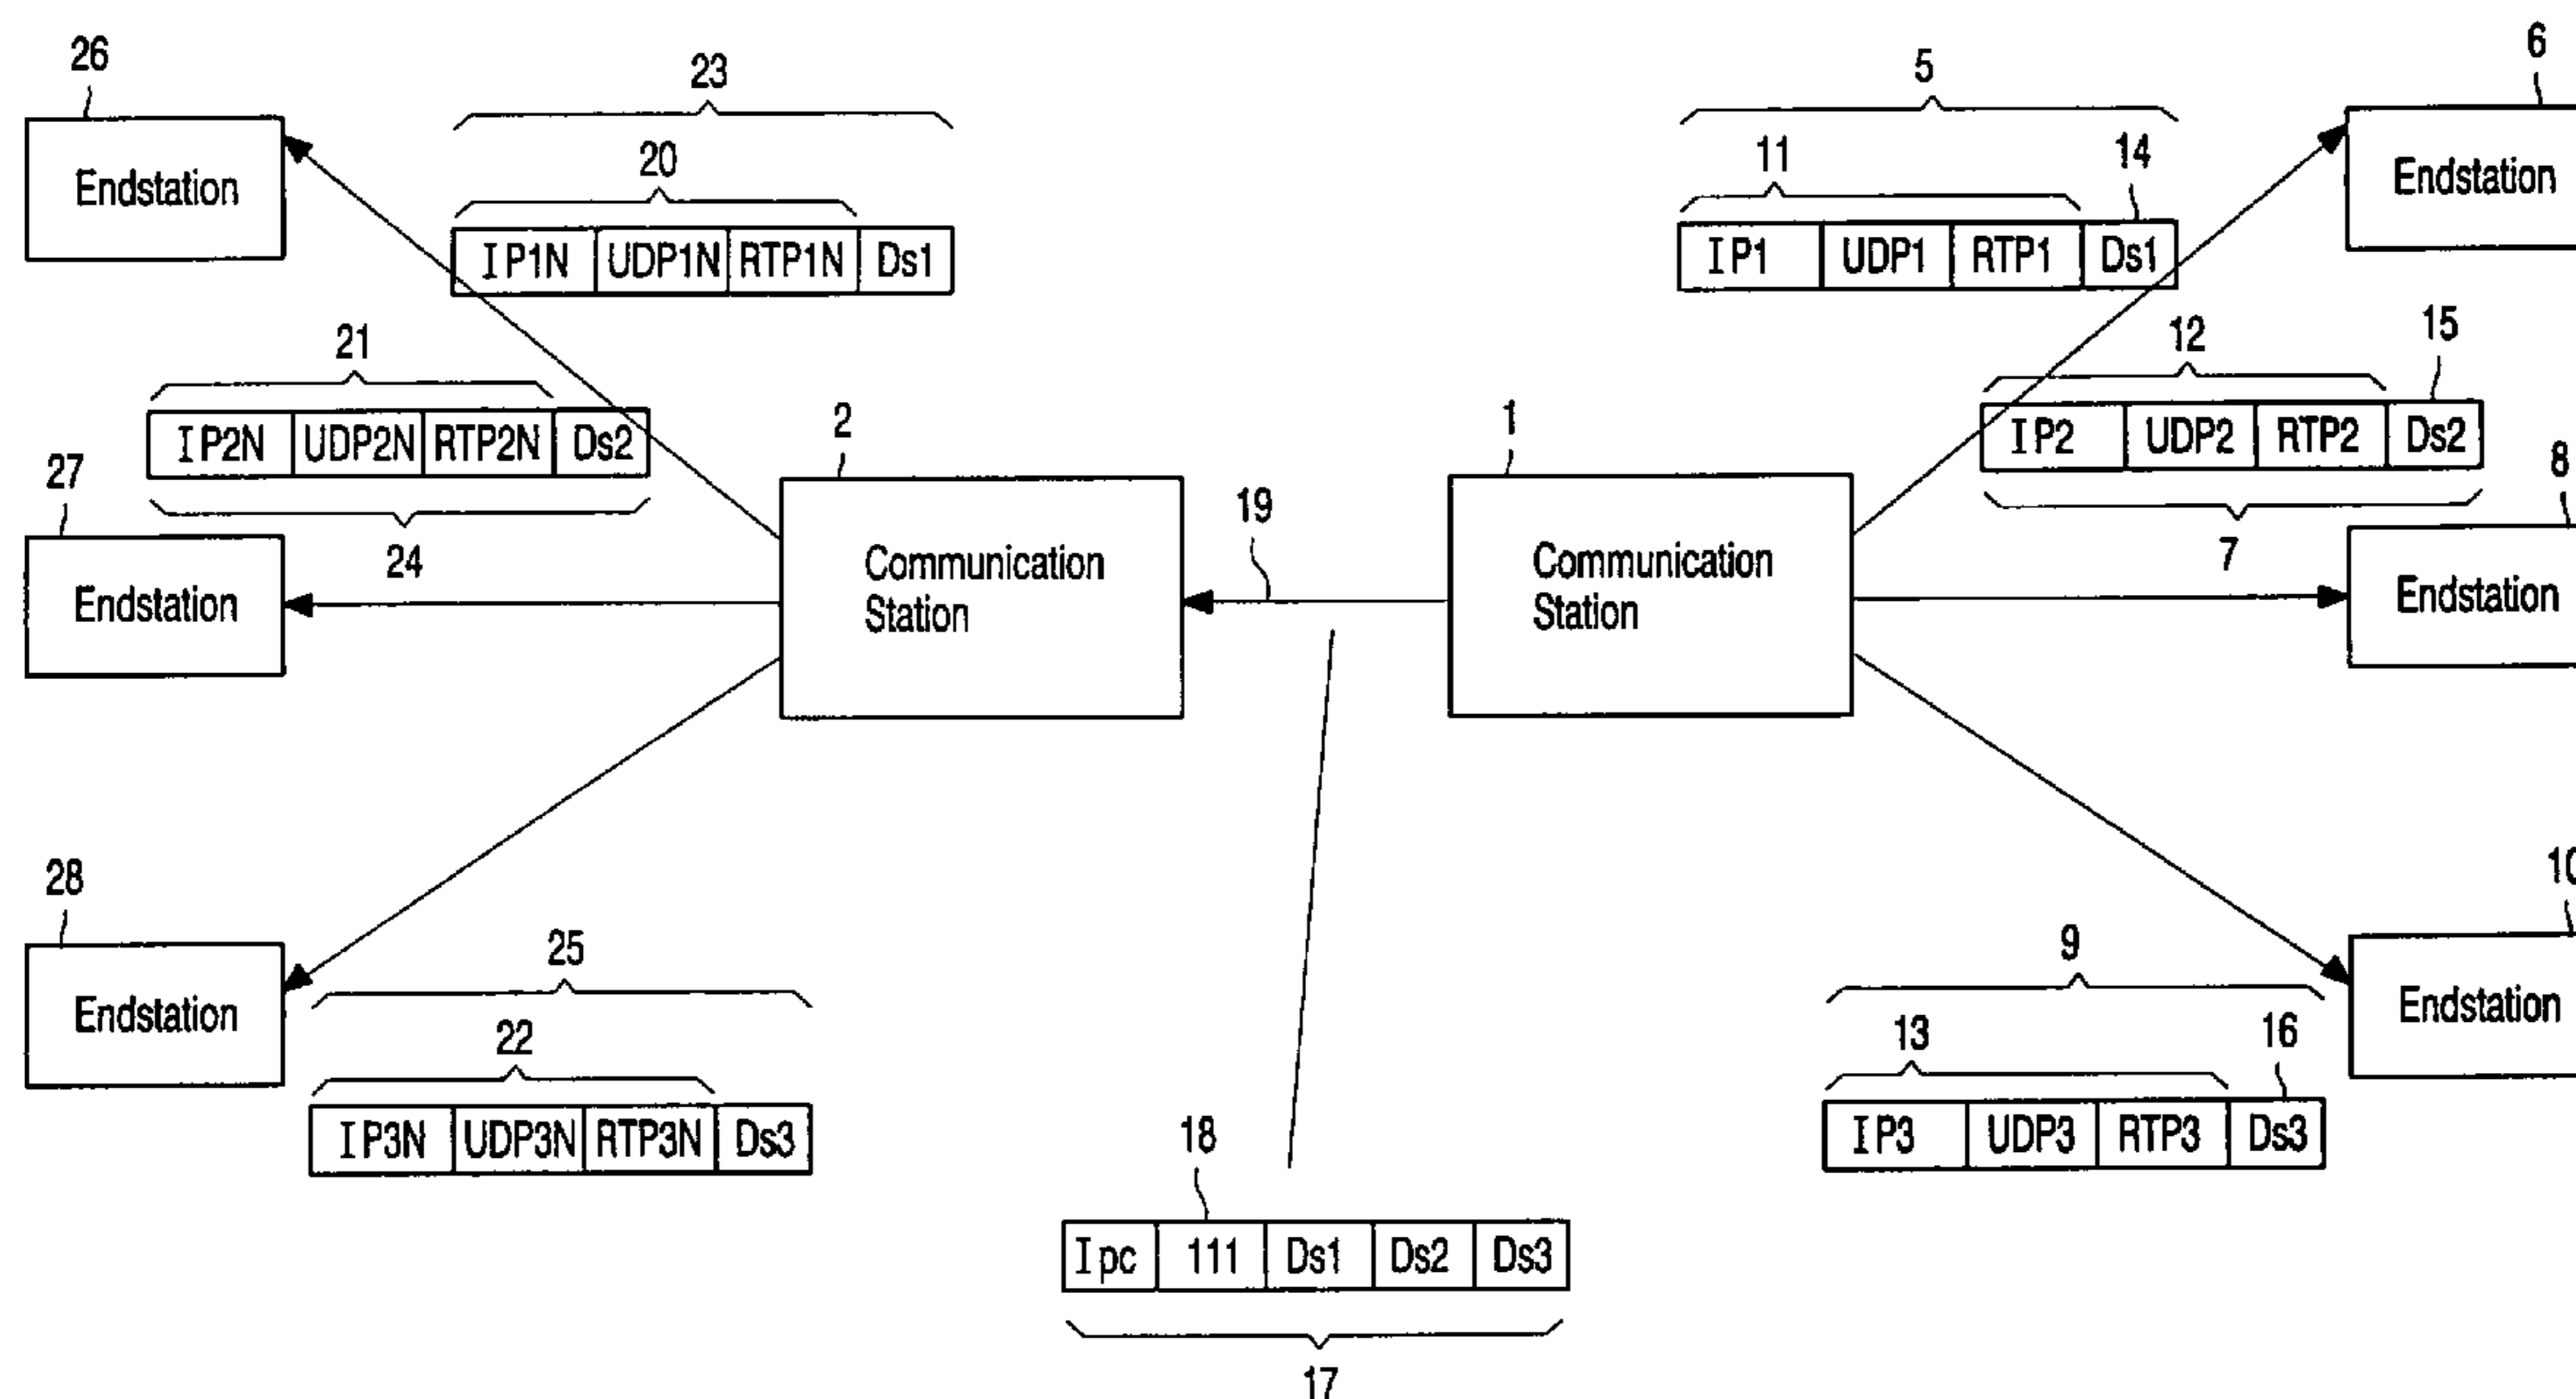 26
23
5
6
Endstation
20
11
14
Endstation
IP1N UDP1N RTP1N Ds1
IP1 UDP1 RTP1 Ds1
21
12
15
IP2N UDP2N RTP2N Ds2
IP2 UDP2 RTP2 Ds2
27
2
1
8
24
19
7
Endstation
Communication
Station
Communication
Station
Endstation
28
25
9
10
Endstation
22
13
16
Endstation
IP3N UDP3N RTP3N Ds3
IP3 UDP3 RTP3 Ds3
18
Ipc 111 Ds1 Ds2 Ds3
17